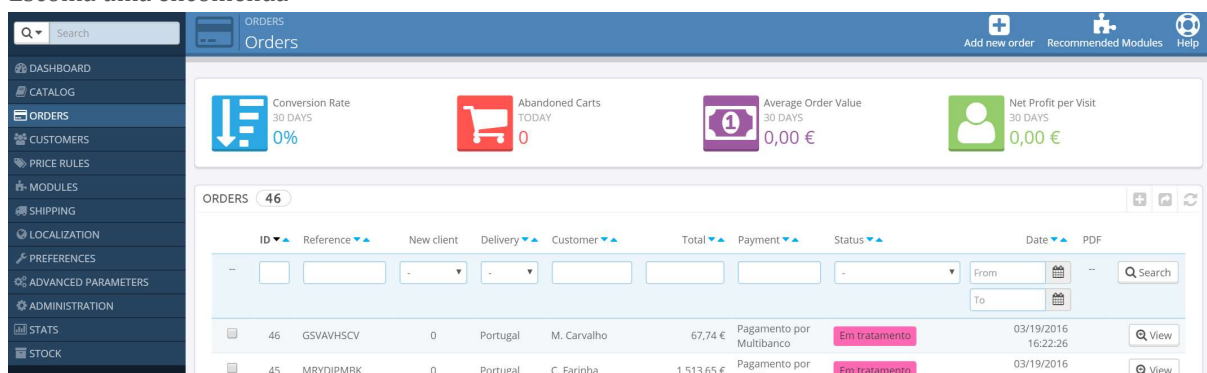 Escolha uma encomenda
Search
ORDERS
Orders
Add new order
Recommended Modules
Help
DASHBOARD
CATALOG
ORDERS
CUSTOMERS
PRICE RULES
MODULES
SHIPPING
LOCALIZATION
PREFERENCES
ADVANCED PARAMETERS
ADMINISTRATION
STATS
STOCK
Conversion Rate
30 DAYS
0%
Abandoned Carts
TODAY
0
1
Average Order Value
30 DAYS
0,00 €
Net Profit per Visit
30 DAYS
0,00 €
ORDERS 46
ID Reference New client Delivery Customer Total Payment Status Date PDF
-- - - - From -- Search
To
46 GSVAVHSCV 0 Portugal M. Carvalho 67,74 € Pagamento por Multibanco Em tratamento 03/19/2016 16:22:26 View
45 MRYDIPMBK 0 Portugal C. Farinha 1 513,65 € Pagamento por Em tratamento 03/19/2016 View